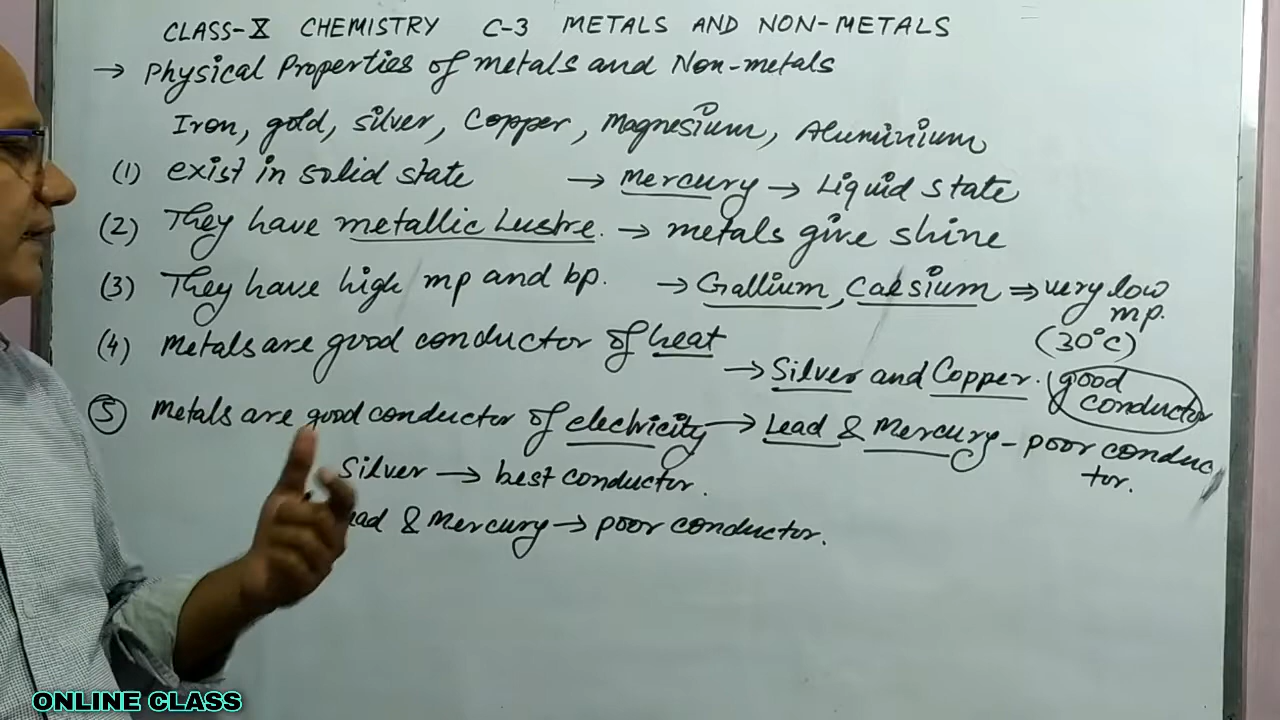 CLASS-X CHEMISTRY C-3 METALS AND NON-METALS
→ Physical Properties of metals and Non-metals
Iron, gold, silver, Copper, Magnesium, Aluminium
(1) exist in solid state → Mercury → Liquid state
(2) They have metallic Lustre. → metals give shine
(3) They have high mp and bp. → Gallium, Caesium ⇒ very low
mp.
(30°C)
(4) Metals are good conductor of heat
→ Silver and Copper. good
conductor
(5) Metals are good conductor of electricity → Lead & Mercury - poor conduc
tor.
Silver → best conductor.
& Mercury → poor conductor.
ONLINE CLASS